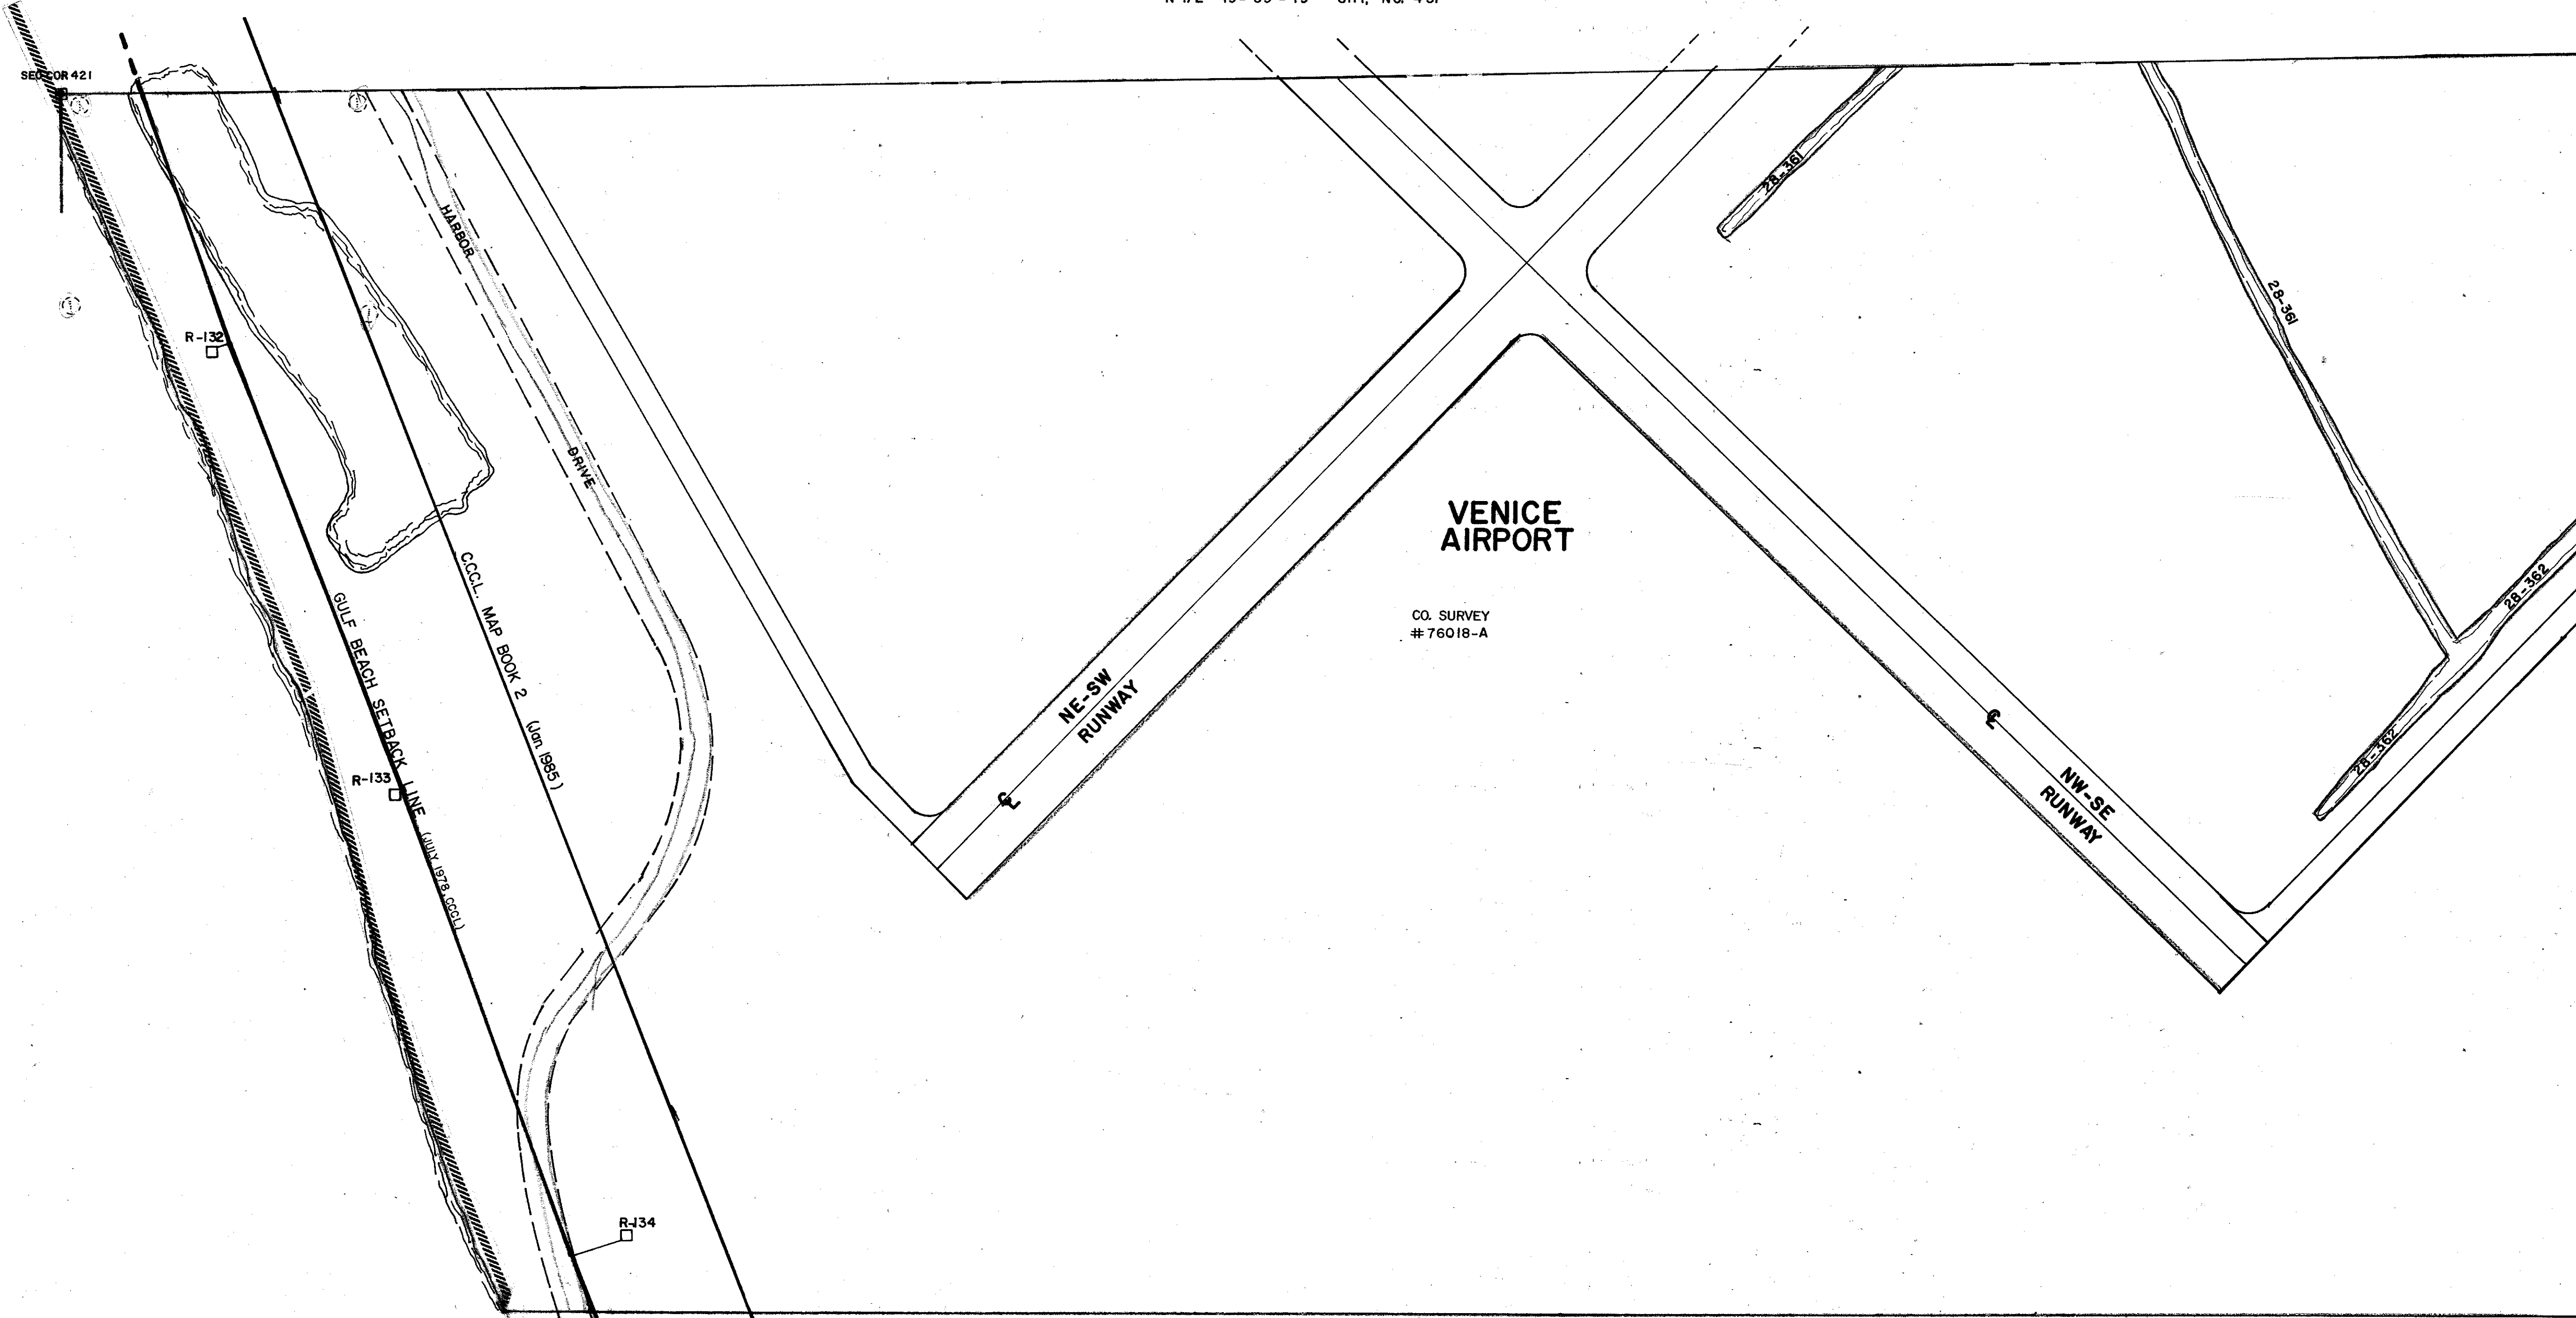 SEC COR 421
28-361
HARBOR
28-361
R-132
DRIVE
VENICE
AIRPORT
C.C.C.L. MAP BOOK 2 (Jan. 1985)
28-362
GULF BEACH SETBACK LINE (JULY 1978, CCCL)
CO. SURVEY
#76018-A
NE-SW
RUNWAY
℄
28-362
R-133
NW-SE
RUNWAY
℄
R-134